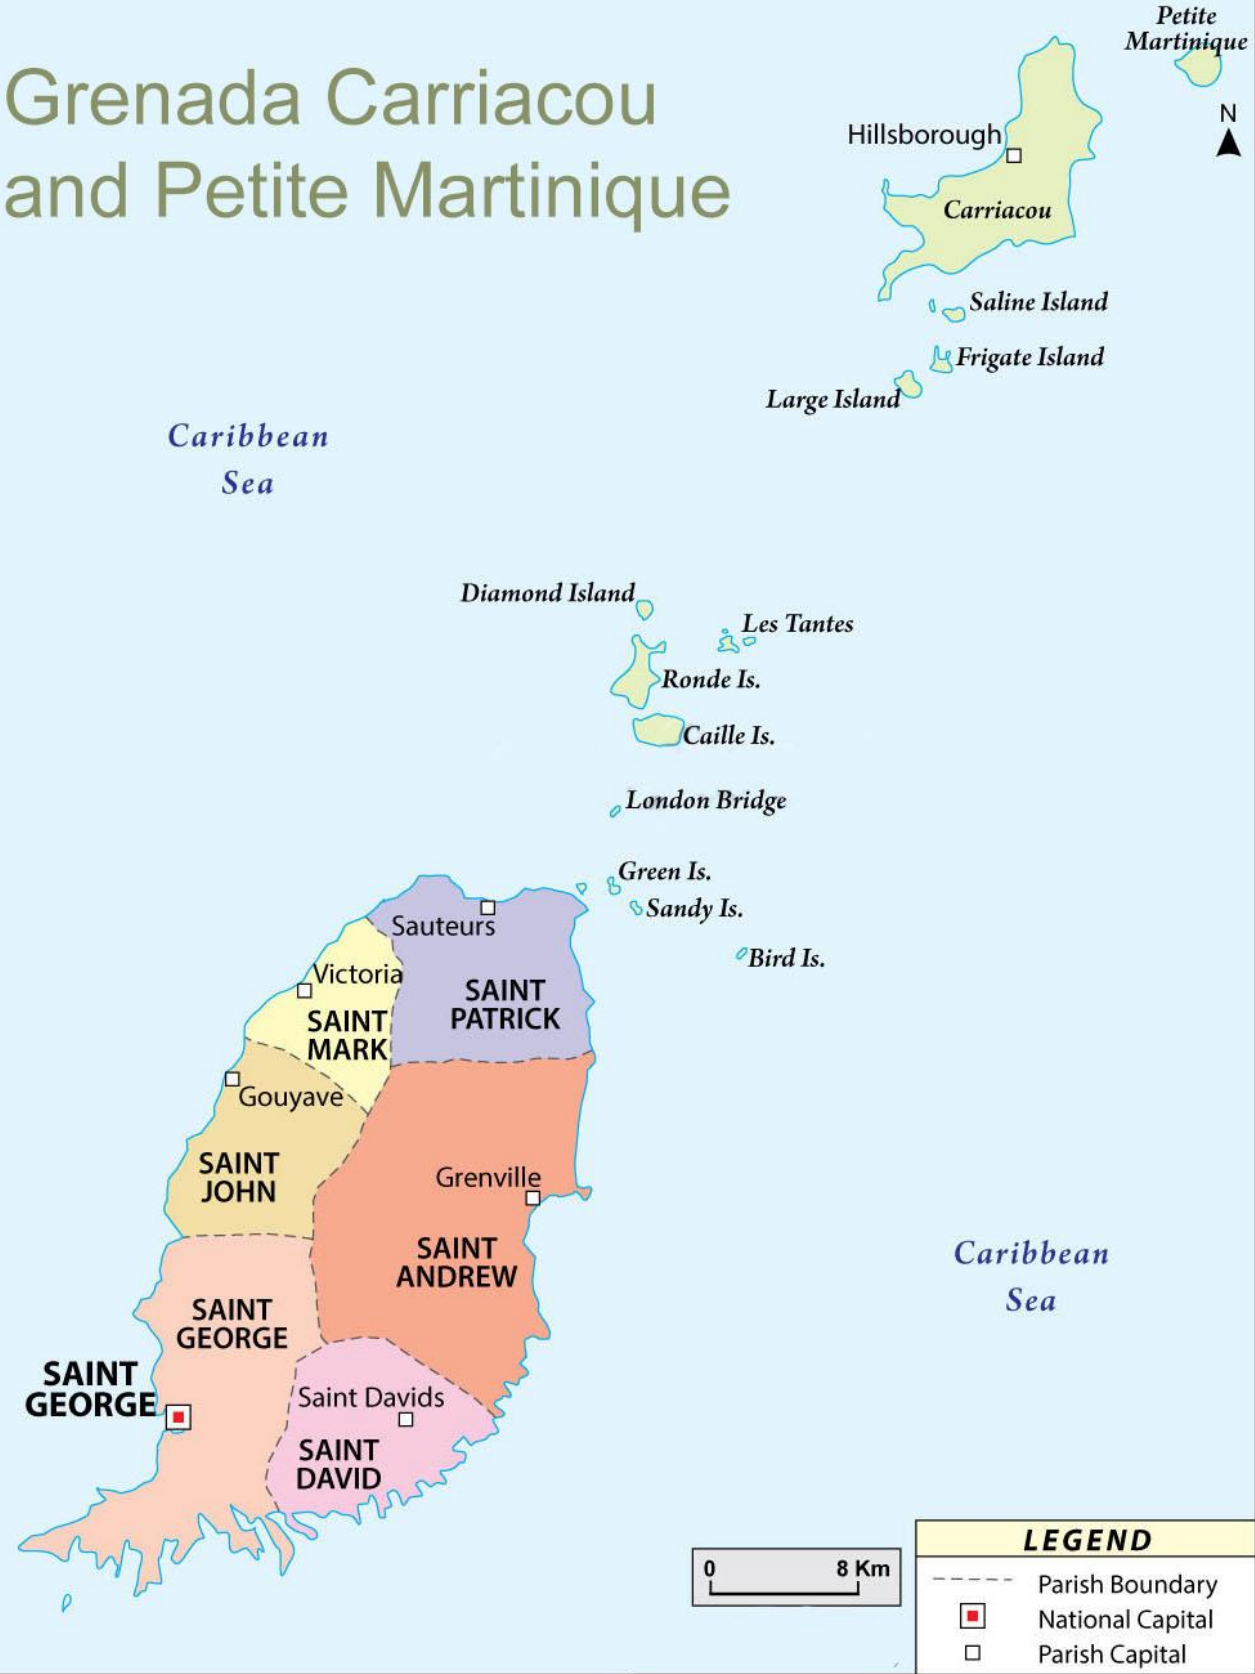 Petite
Martinique
Grenada Carriacou
and Petite Martinique
N
Hillsborough
Carriacou
Saline Island
Frigate Island
Large Island
Caribbean
Sea
Diamond Island
Les Tantes
Ronde Is.
Caille Is.
London Bridge
Green Is.
Sandy Is.
Bird Is.
Sauteurs
Victoria
SAINT
PATRICK
SAINT
MARK
Gouyave
SAINT
JOHN
Grenville
SAINT
ANDREW
Caribbean
Sea
SAINT
GEORGE
SAINT
GEORGE
Saint Davids
SAINT
DAVID
LEGEND
0 8 Km
Parish Boundary
National Capital
Parish Capital